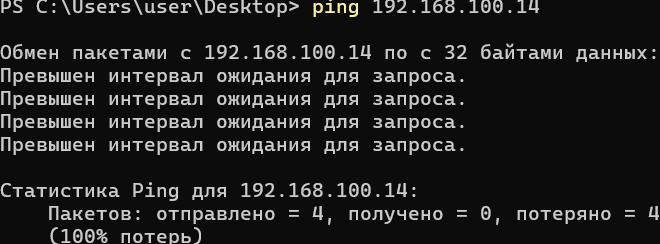 PS C:\Users\user\Desktop> ping 192.168.100.14
Обмен пакетами с 192.168.100.14 по с 32 байтами данных:
Превышен интервал ожидания для запроса.
Превышен интервал ожидания для запроса.
Превышен интервал ожидания для запроса.
Превышен интервал ожидания для запроса.
Статистика Ping для 192.168.100.14:
Пакетов: отправлено = 4, получено = 0, потеряно = 4
(100% потерь)